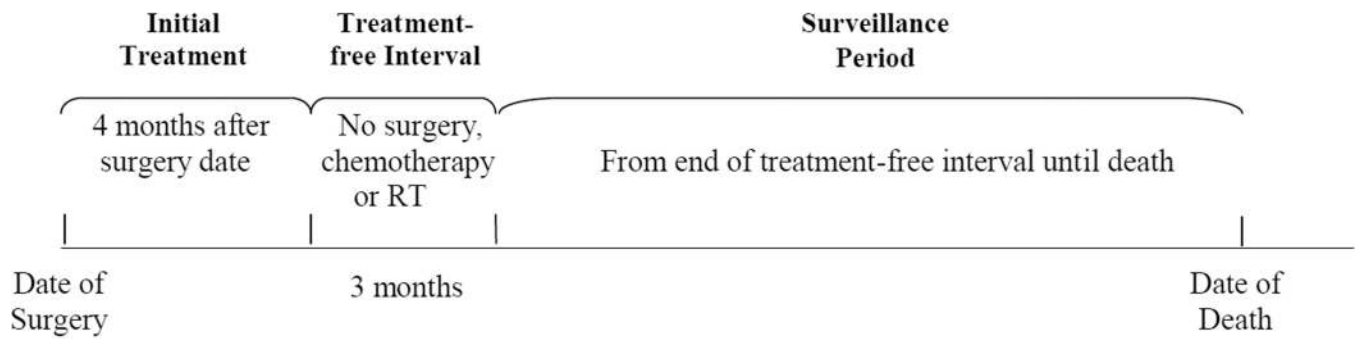 Initial
Treatment
Treatment-
free Interval
Surveillance
Period
4 months after
surgery date
No surgery,
chemotherapy
or RT
From end of treatment-free interval until death
Date of
Surgery
3 months
Date of
Death